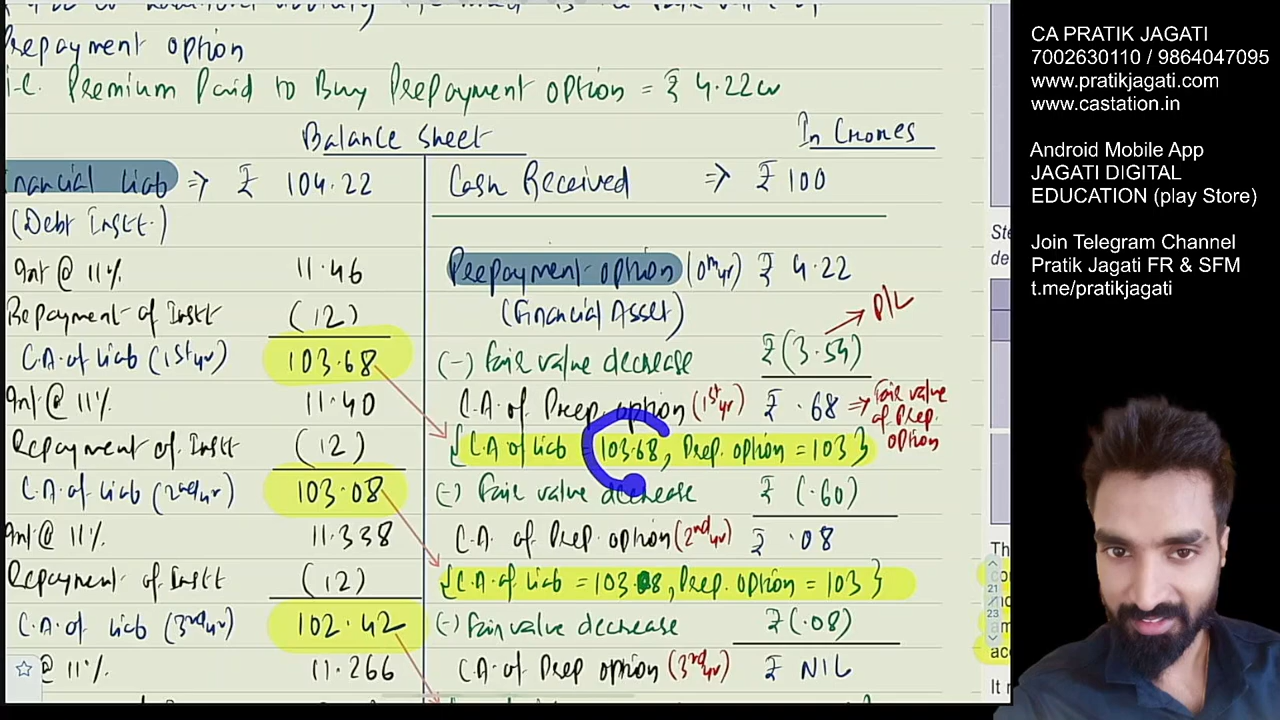 Prepayment option
i.e. Premium Paid to Buy Prepayment option = ₹ 4.22 cr
Balance Sheet
In Crores
nancial Liab => ₹ 104.22
(Debt Instt.)
Int @ 11% 11.46
Repayment of Instt (12)
C.A. of Liab (1st yr) 103.68
Int @ 11% 11.40
Repayment of Instt (12)
C.A. of Liab (2nd yr) 103.08
Int @ 11% 11.338
Repayment of Instt (12)
C.A. of Liab (3rd yr) 102.42
@ 11% 11.266
Cash Received => ₹ 100
Prepayment option (0th yr) ₹ 4.22
(Financial Asset)
P/L
(-) Fair value decrease ₹ (3.54)
C.A. of Prep. option (1st yr) ₹ .68 => Fair value
of Prep.
option
{C.A. of Liab = 103.68, Prep. option = 103}
(-) Fair value decrease ₹ (.60)
C.A. of Prep. option (2nd yr) ₹ .08
{C.A. of Liab = 103.08, Prep. option = 103}
(-) Fair value decrease ₹ (.08)
C.A. of Prep option (3rd yr) ₹ NIL
21
23
CA PRATIK JAGATI
7002630110 / 9864047095
www.pratikjagati.com
www.castation.in
Android Mobile App
JAGATI DIGITAL
EDUCATION (play Store)
Join Telegram Channel
Pratik Jagati FR & SFM
t.me/pratikjagati